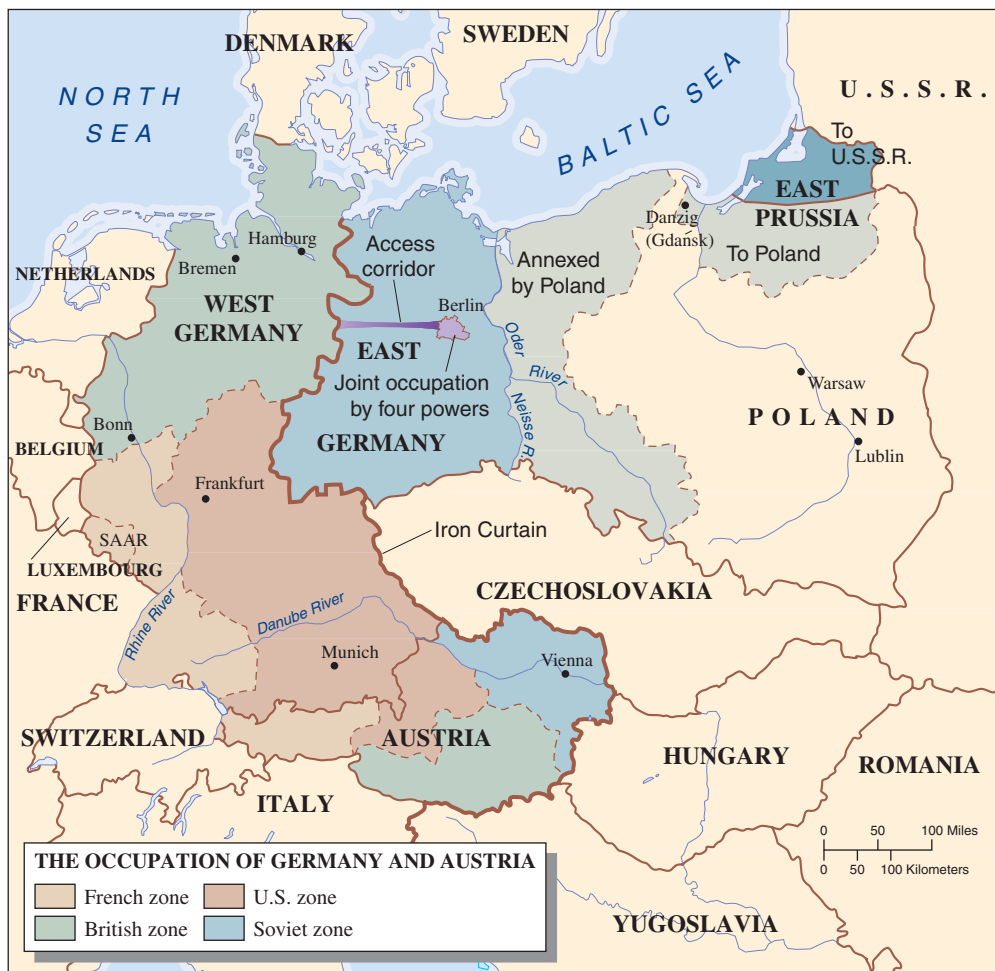 DENMARK
SWEDEN
NORTH
SEA
BALTIC SEA
U.S.S.R.
To
U.S.S.R.
EAST
PRUSSIA
Danzig
(Gdańsk)
To Poland
Annexed
by Poland
Hamburg
Bremen
Access
corridor
NETHERLANDS
WEST
GERMANY
Berlin
EAST
Joint occupation
by four powers
GERMANY
Oder
River
Neisse R.
Warsaw
POLAND
Lublin
Bonn
BELGIUM
Frankfurt
Iron Curtain
SAAR
LUXEMBOURG
FRANCE
CZECHOSLOVAKIA
Rhine River
Danube River
Munich
Vienna
SWITZERLAND
AUSTRIA
HUNGARY
ROMANIA
ITALY
0 50 100 Miles
0 50 100 Kilometers
THE OCCUPATION OF GERMANY AND AUSTRIA
French zone U.S. zone
British zone Soviet zone
YUGOSLAVIA